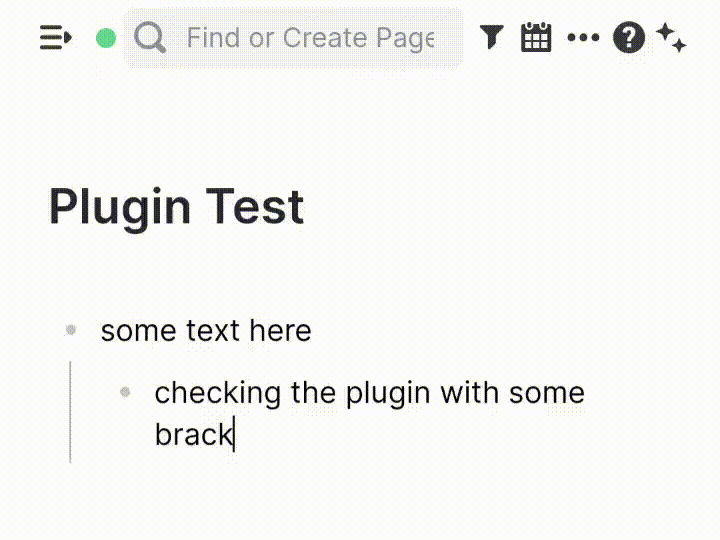 Find or Create Page
Plugin Test
some text here
checking the plugin with some
brack